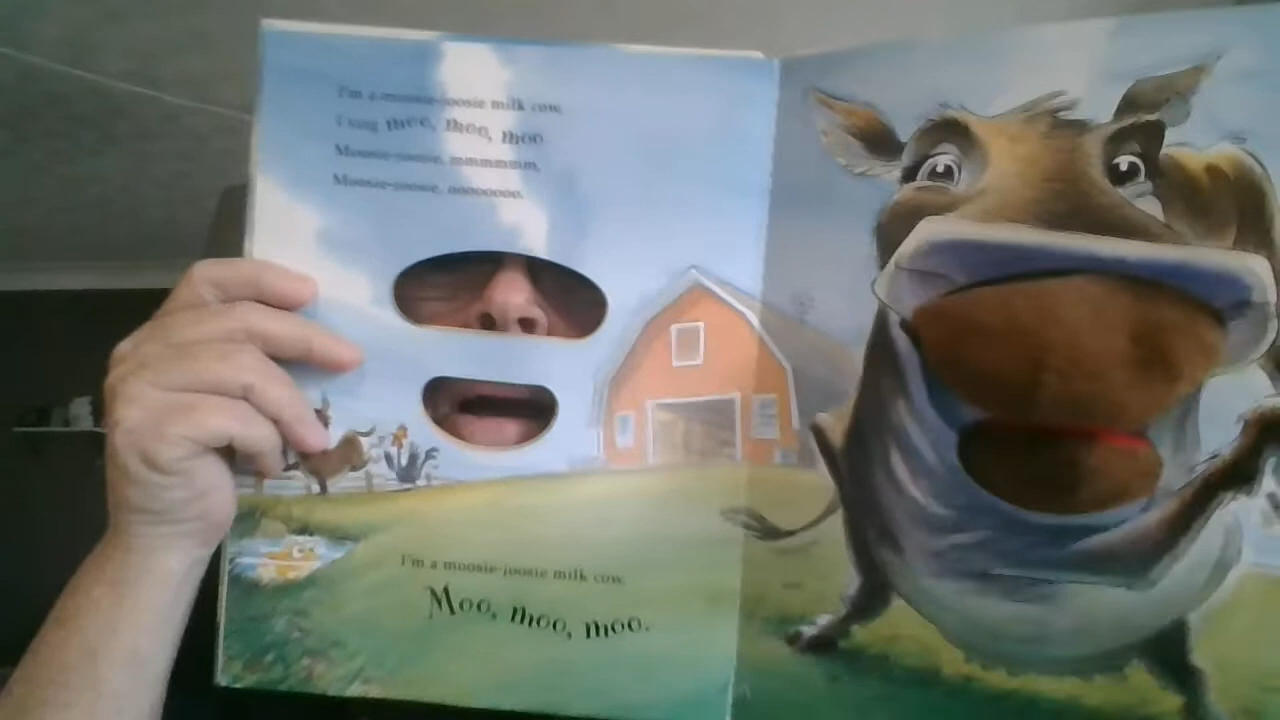 I'm a moosie-joosie milk cow.
I sing moo, moo, moo.
Moosie-joosie, mmmmmm,
Moosie-joosie, oooooooo.
I'm a moosie-joosie milk cow.
Moo, moo, moo.